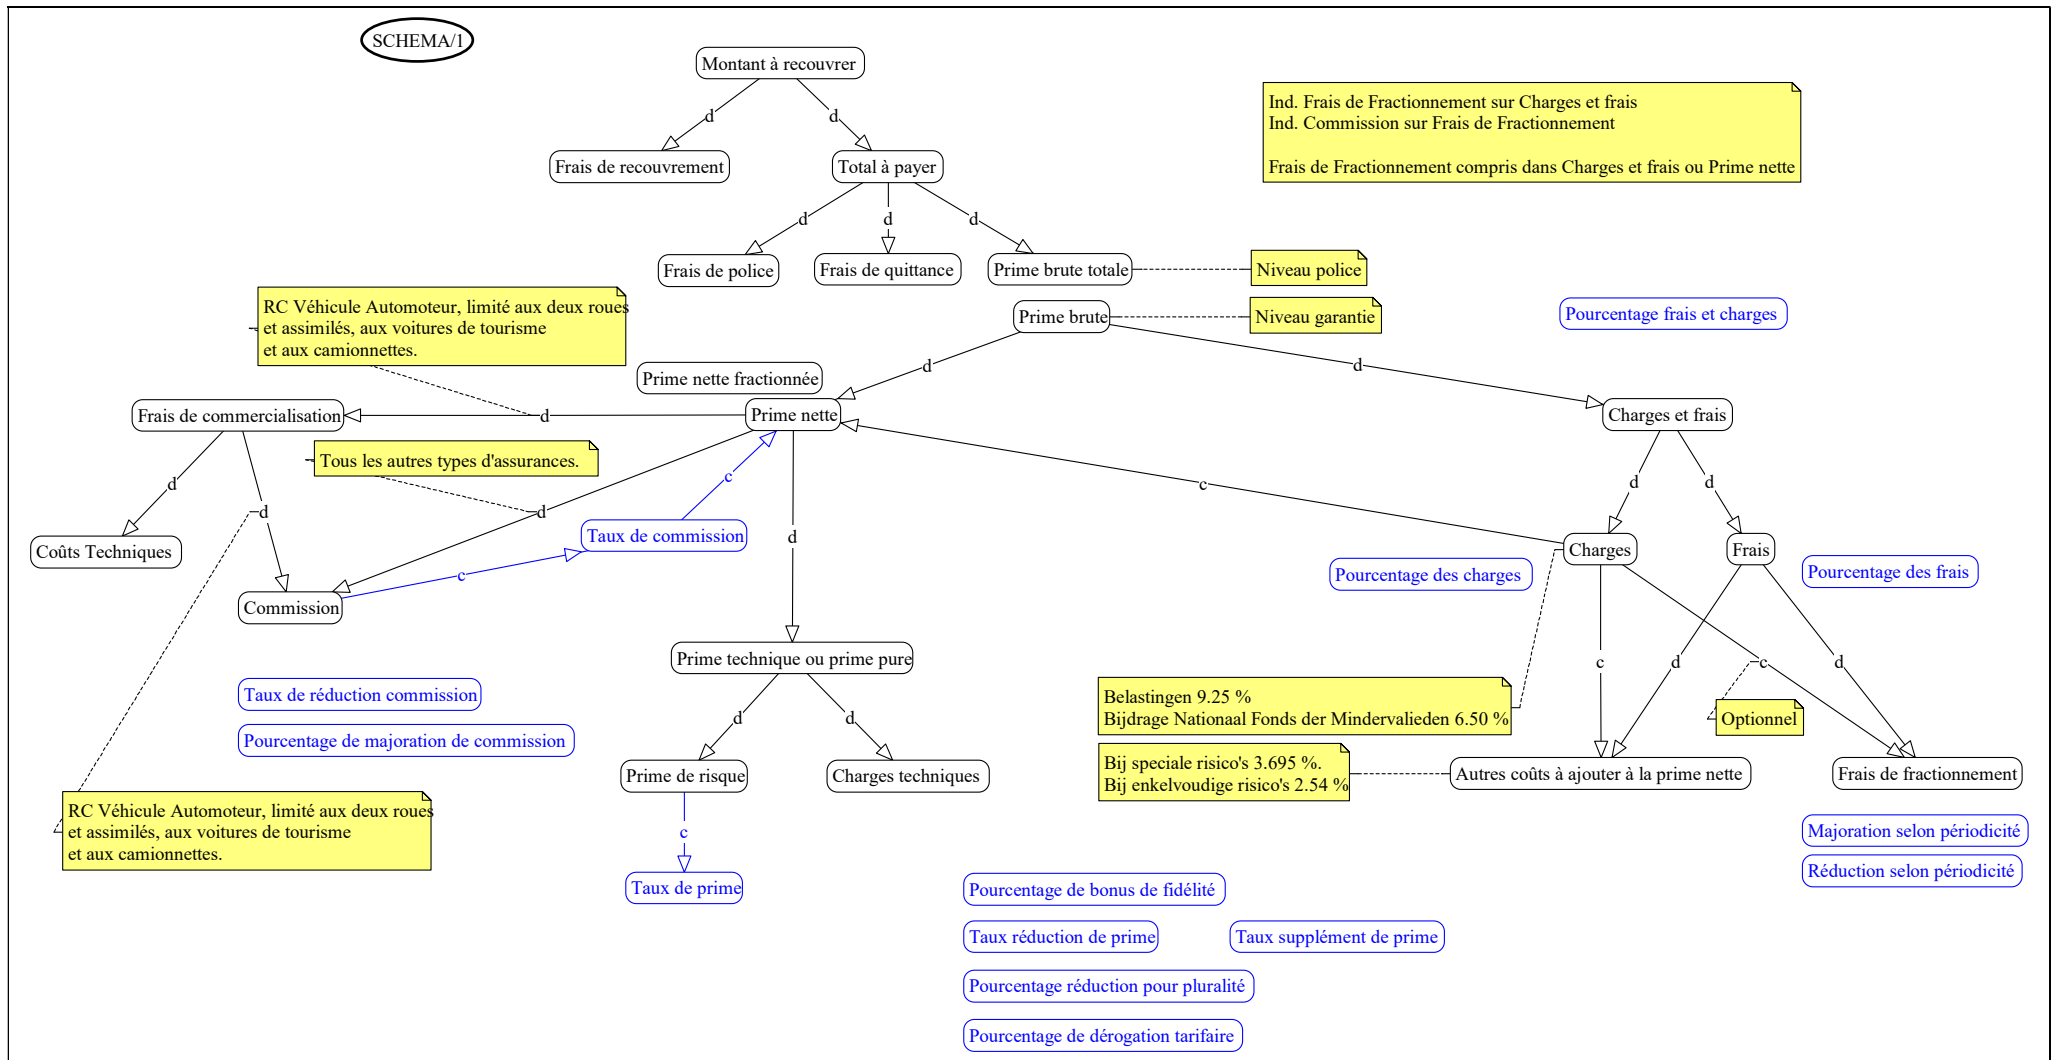 SCHEMA/1
Montant à recouvrer
Ind. Frais de Fractionnement sur Charges et frais
Ind. Commission sur Frais de Fractionnement
Frais de Fractionnement compris dans Charges et frais ou Prime nette
d
d
Frais de recouvrement
Total à payer
d
d
d
Frais de police
Frais de quittance
Prime brute totale
Niveau police
RC Véhicule Automoteur, limité aux deux roues
et assimilés, aux voitures de tourisme
et aux camionnettes.
Prime brute
Niveau garantie
Pourcentage frais et charges
d
d
Prime nette fractionnée
Frais de commercialisation
d
Prime nette
Charges et frais
Tous les autres types d'assurances.
d
d
d
c
c
d
d
d
Coûts Techniques
Taux de commission
d
Charges
Frais
c
Pourcentage des charges
Pourcentage des frais
Commission
Prime technique ou prime pure
c
d
c
d
Taux de réduction commission
Belastingen 9.25 %
Bijdrage Nationaal Fonds der Mindervalieden 6.50 %
Optionnel
Pourcentage de majoration de commission
d
d
Prime de risque
Charges techniques
Bij speciale risico's 3.695 %.
Bij enkelvoudige risico's 2.54 %
Autres coûts à ajouter à la prime nette
Frais de fractionnement
RC Véhicule Automoteur, limité aux deux roues
et assimilés, aux voitures de tourisme
et aux camionnettes.
c
Majoration selon périodicité
Réduction selon périodicité
Taux de prime
Pourcentage de bonus de fidélité
Taux réduction de prime
Taux supplément de prime
Pourcentage réduction pour pluralité
Pourcentage de dérogation tarifaire